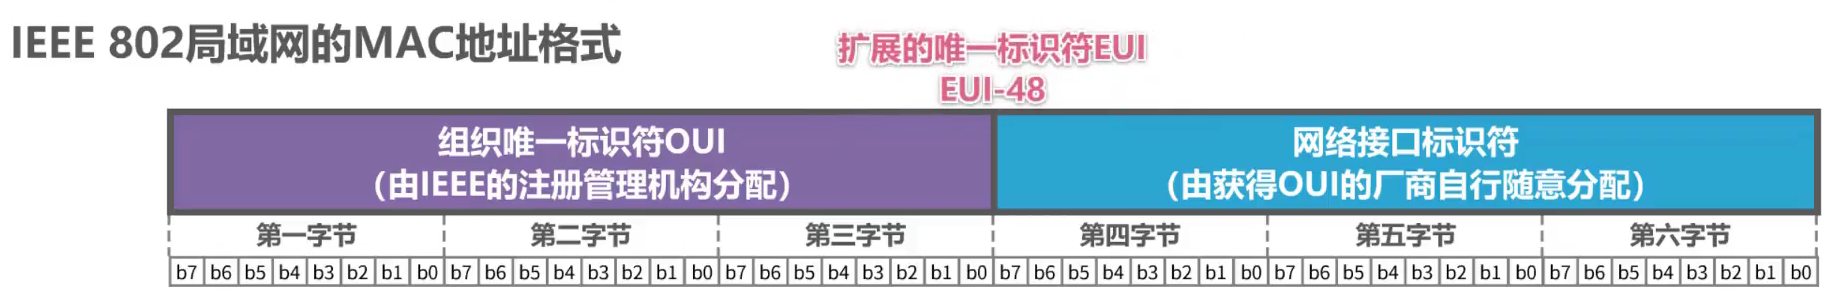 IEEE 802局域网的MAC地址格式
扩展的唯一标识符EUI
EUI-48
组织唯一标识符OUI
（由IEEE的注册管理机构分配）
网络接口标识符
（由获得OUI的厂商自行随意分配）
第一字节 第二字节 第三字节 第四字节 第五字节 第六字节
b7 b6 b5 b4 b3 b2 b1 b0 b7 b6 b5 b4 b3 b2 b1 b0 b7 b6 b5 b4 b3 b2 b1 b0 b7 b6 b5 b4 b3 b2 b1 b0 b7 b6 b5 b4 b3 b2 b1 b0 b7 b6 b5 b4 b3 b2 b1 b0